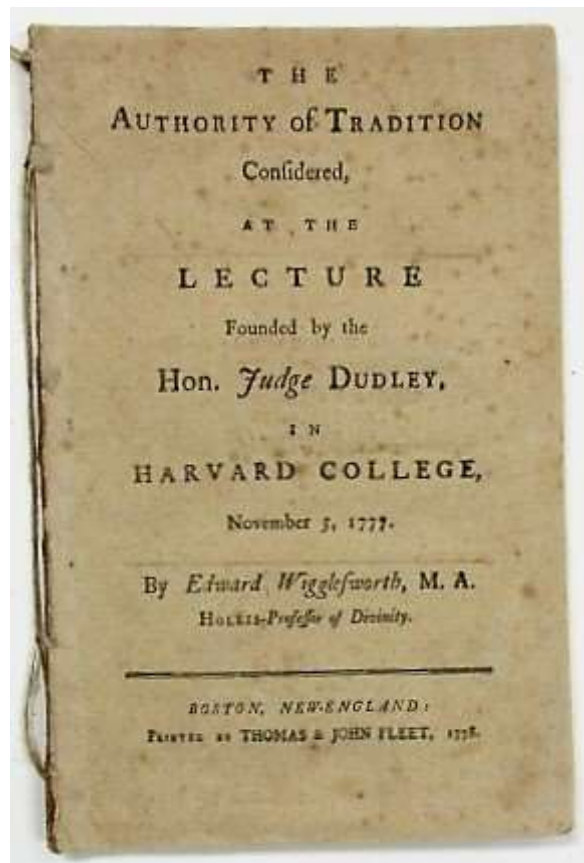 THE
AUTHORITY of TRADITION
Conſidered,
AT THE
LECTURE
Founded by the
Hon. Judge DUDLEY,
IN
HARVARD COLLEGE,
November 5, 1777.
By Edward Wiggleſworth, M. A.
HOLLIS-Profeſſor of Divinity.
BOSTON, NEW-ENGLAND:
PRINTED BY THOMAS & JOHN FLEET, 1778.